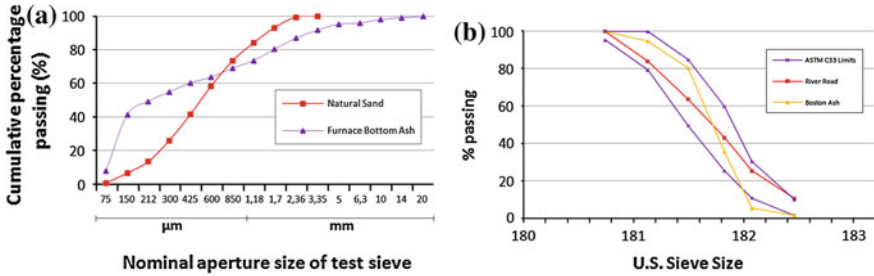 (a)
100
80
60
40
20
0
Cumulative percentage
passing (%)
Natural Sand
Furnace Bottom Ash
75 150 212 300 425 600 850 1,18 1,7 2,36 3,35 5 6,3 10 14 20
µm mm
Nominal aperture size of test sieve
(b)
100
80
60
40
20
0
% passing
ASTM C33 Limits
River Road
Boston Ash
180 181 182 183
U.S. Sieve Size